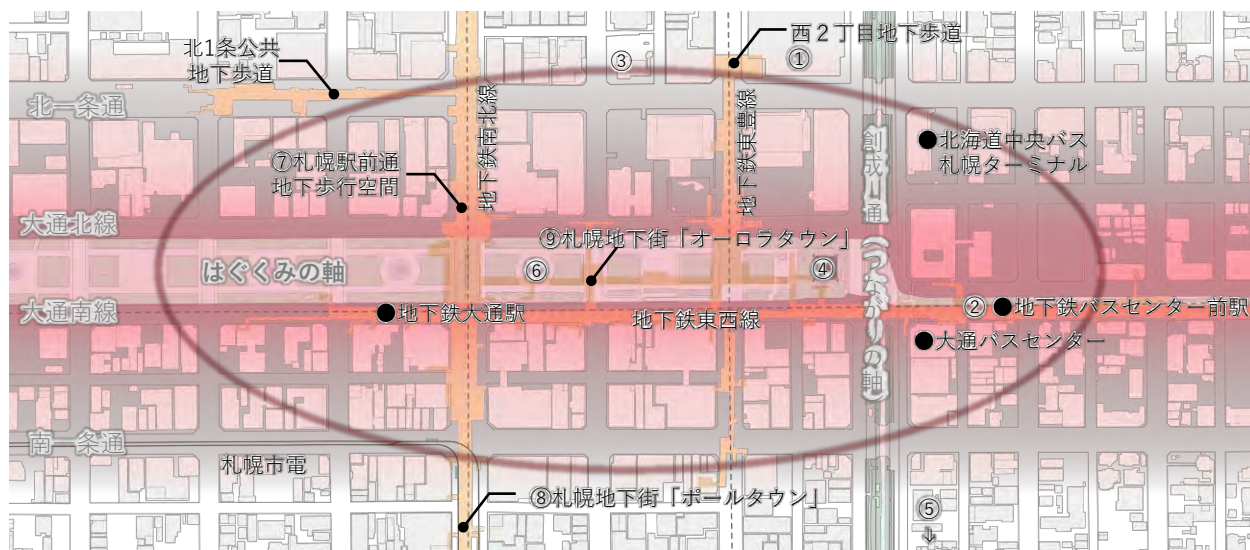 北1条公共
地下歩道
③
西２丁目地下歩道
①
北一条通
地下鉄南北線
地下鉄東豊線
創成川通（つながりの軸）
●北海道中央バス
札幌ターミナル
⑦札幌駅前通
地下歩行空間
大通北線
⑨札幌地下街「オーロラタウン」
はぐくみの軸
⑥
④
大通南線
●地下鉄大通駅
地下鉄東西線
②●地下鉄バスセンター前駅
●大通バスセンター
南一条通
札幌市電
⑧札幌地下街「ポールタウン」
⑤
↓